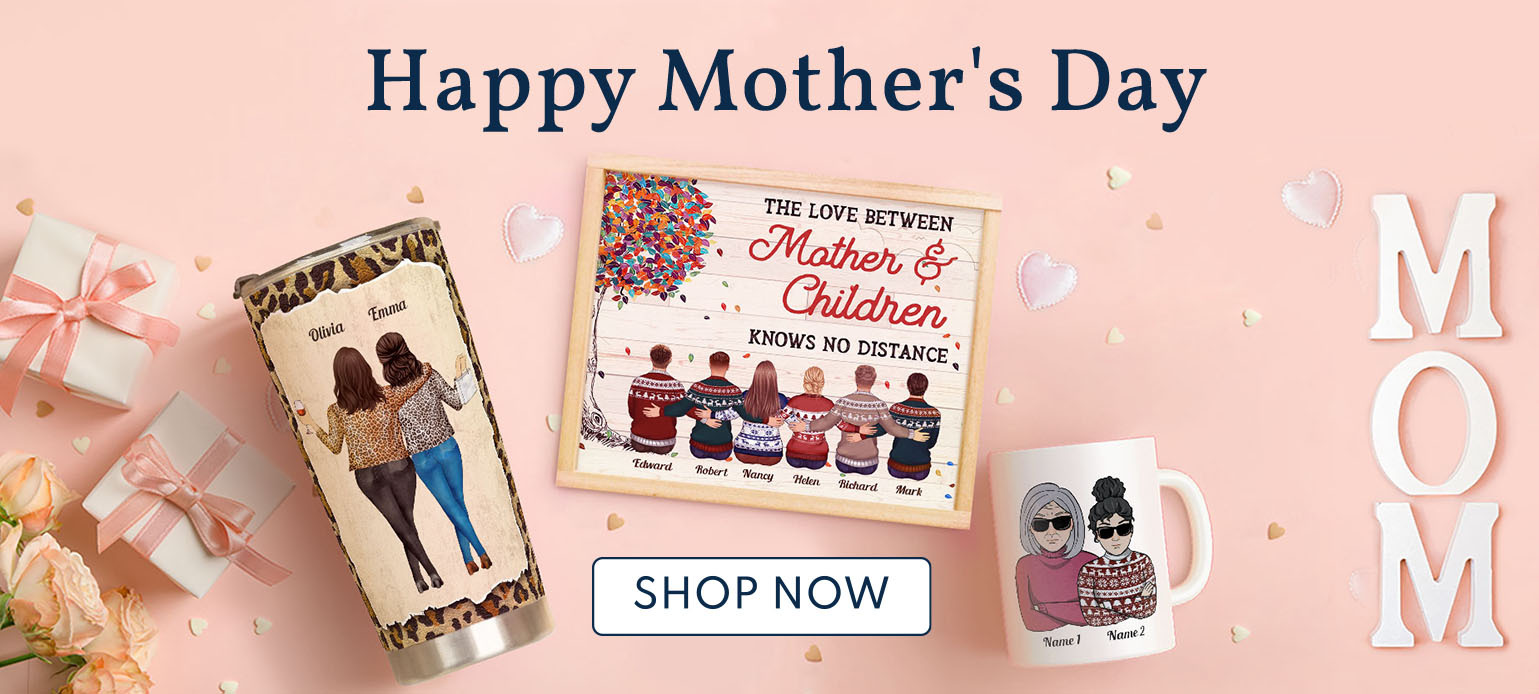 Happy Mother's Day
Olivia Emma
THE LOVE BETWEEN
Mother &
Children
KNOWS NO DISTANCE
Edward Robert Nancy Helen Richard Mark
SHOP NOW
Name 1 Name 2
M
O
M